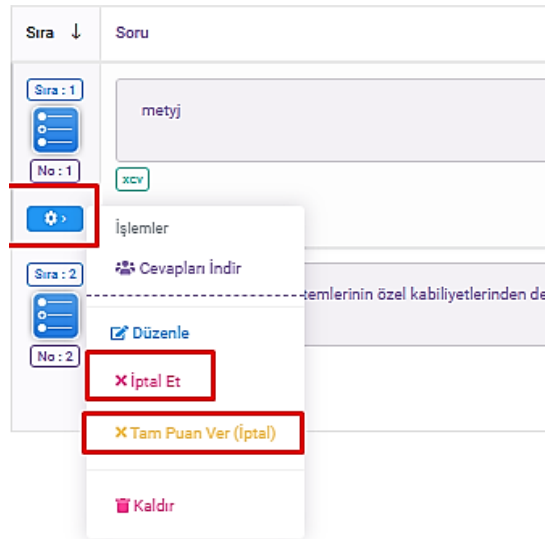 Sıra ↓ Soru
Sıra : 1
metyj
No : 1
xcv
İşlemler
Cevapları İndir
Sıra : 2
temlerinin özel kabiliyetlerinden de
Düzenle
No : 2
İptal Et
Tam Puan Ver (İptal)
Kaldır